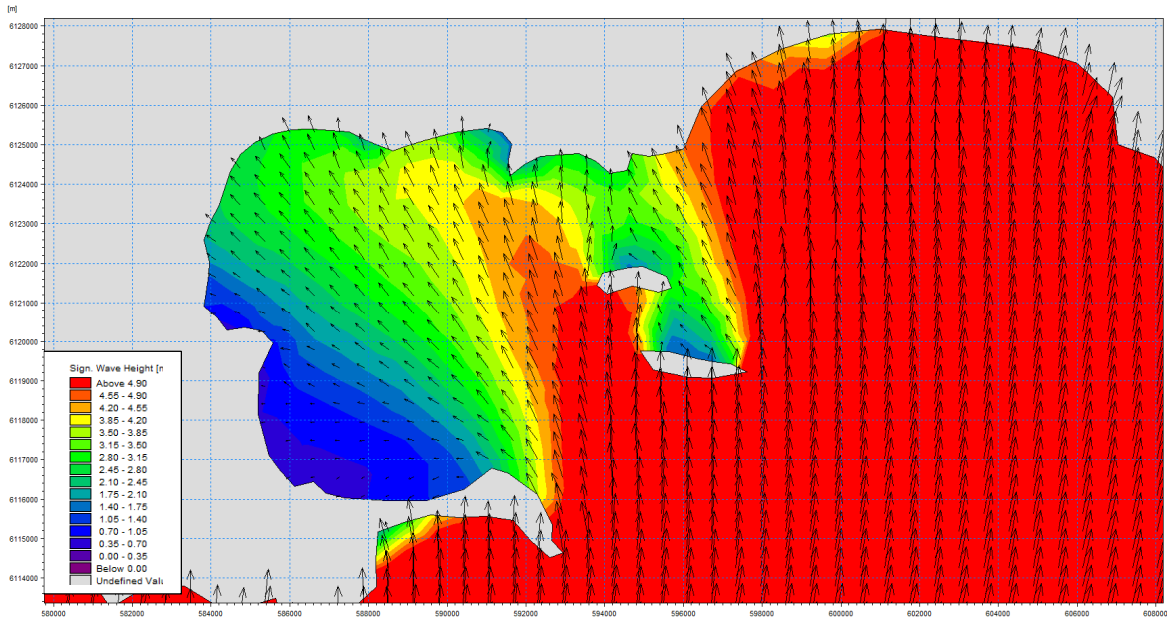 [m]
6128000
6127000
6126000
6125000
6124000
6123000
6122000
6121000
6120000
6119000
6118000
6117000
6116000
6115000
6114000
Sign. Wave Height [r
Above 4.90
4.55 - 4.90
4.20 - 4.55
3.85 - 4.20
3.50 - 3.85
3.15 - 3.50
2.80 - 3.15
2.45 - 2.80
2.10 - 2.45
1.75 - 2.10
1.40 - 1.75
1.05 - 1.40
0.70 - 1.05
0.35 - 0.70
0.00 - 0.35
Below 0.00
Undefined Valu
580000 582000 584000 586000 588000 590000 592000 594000 596000 598000 600000 602000 604000 606000 608000